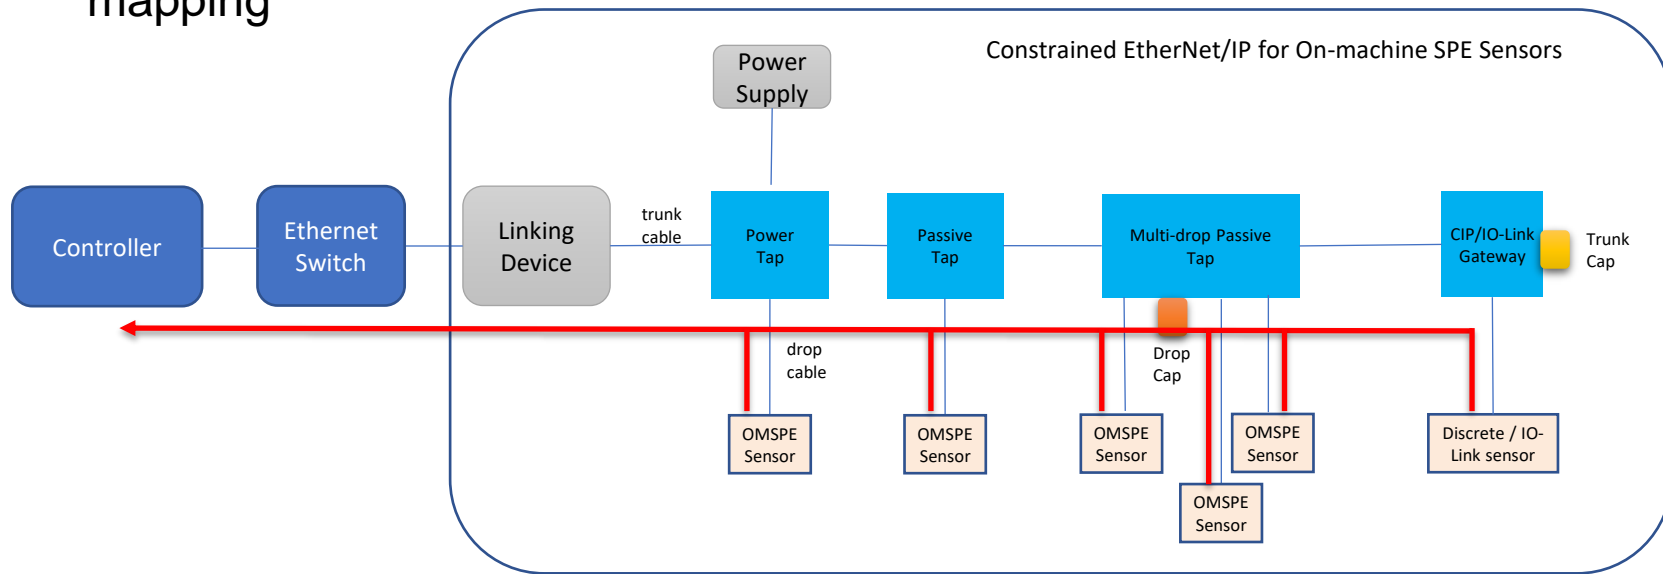 mapping
Constrained EtherNet/IP for On-machine SPE Sensors
Power
Supply
Controller
Ethernet
Switch
Linking
Device
trunk
cable
Power
Tap
Passive
Tap
Multi-drop Passive
Tap
CIP/IO-Link
Gateway
Trunk
Cap
drop
cable
Drop
Cap
OMSPE
Sensor
OMSPE
Sensor
OMSPE
Sensor
OMSPE
Sensor
Discrete / IO-
Link sensor
OMSPE
Sensor